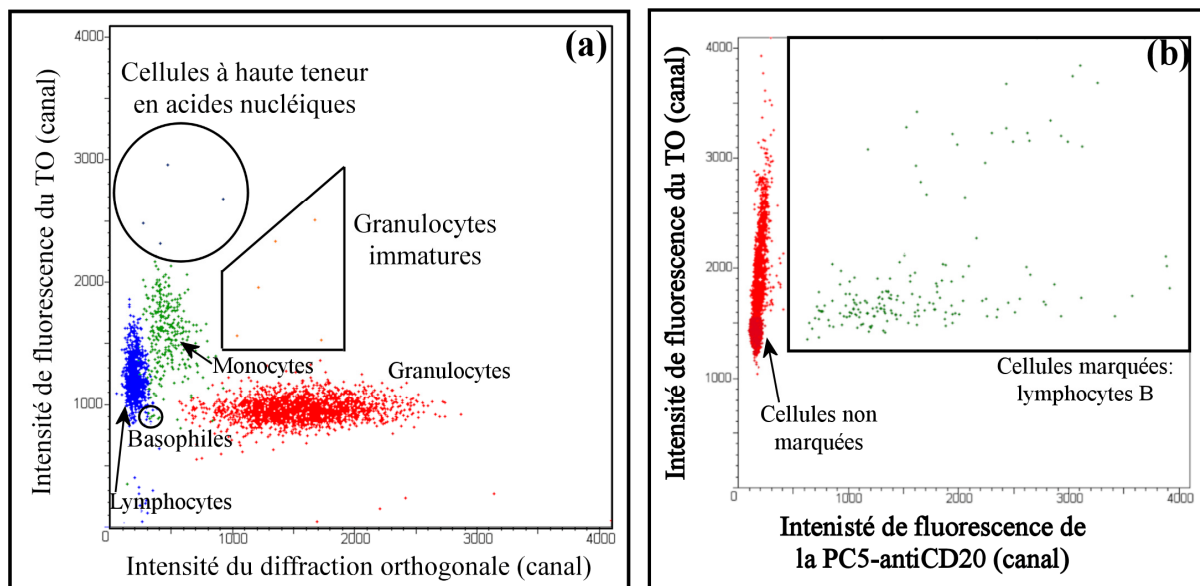 (a)
Cellules à haute teneur
en acides nucléiques
Granulocytes
immatures
Monocytes
Granulocytes
Basophiles
Lymphocytes
Intensité de fluorescence du TO (canal)
4000
3000
2000
1000
0
0
1000
2000
3000
4000
Intensité du diffraction orthogonale (canal)
(b)
Intensité de fluorescence du TO (canal)
4000
3000
2000
1000
0
Cellules marquées:
lymphocytes B
Cellules non
marquées
0
1000
2000
3000
4000
Intenisté de fluorescence de
la PC5-antiCD20 (canal)